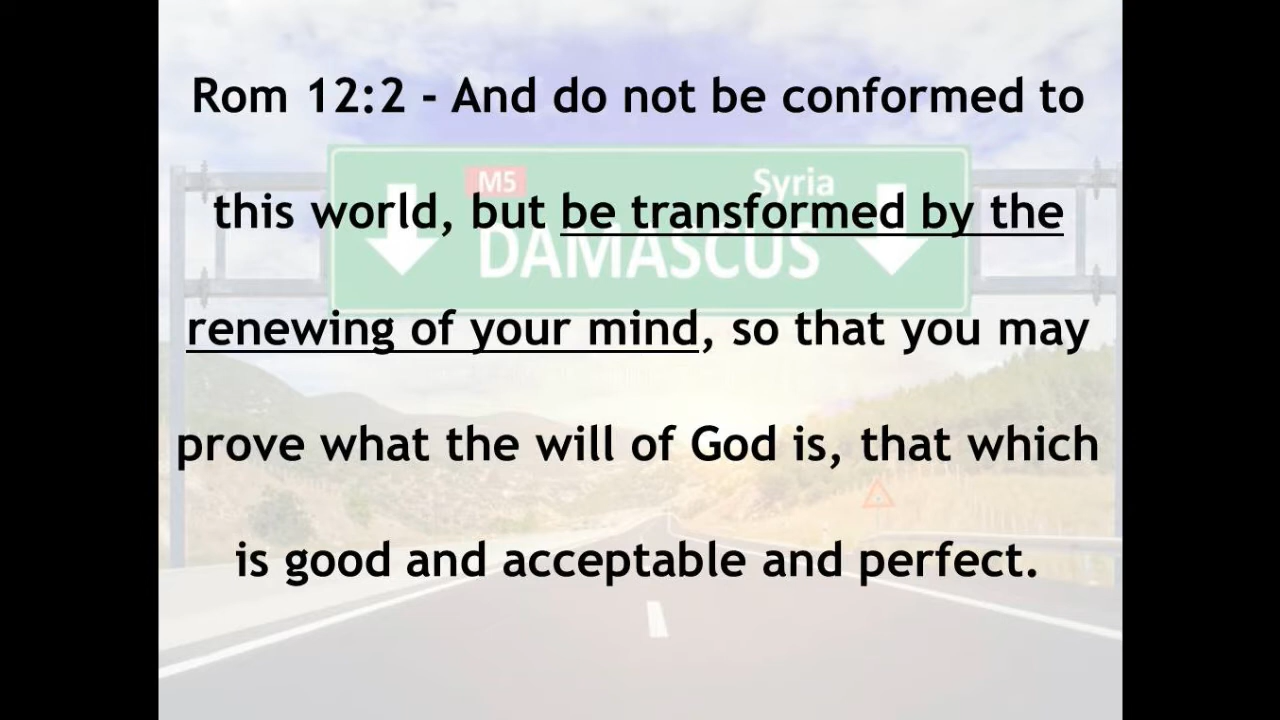 Rom 12:2 - And do not be conformed to
M5
Syria
this world, but be transformed by the
DAMASCUS
renewing of your mind, so that you may
prove what the will of God is, that which
is good and acceptable and perfect.